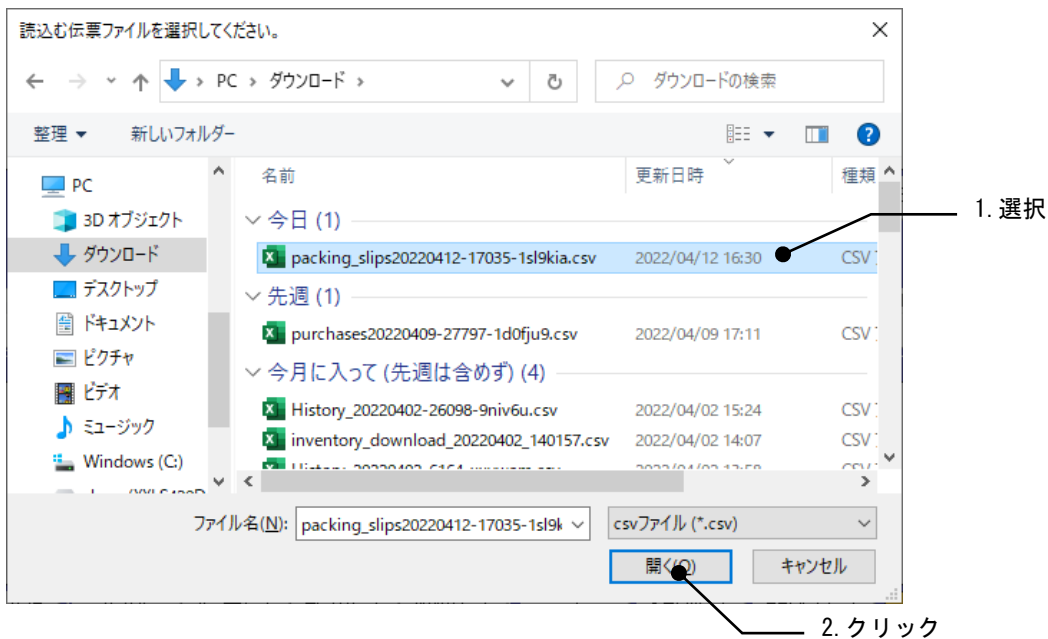 読込む伝票ファイルを選択してください。
PC › ダウンロード ›
ダウンロードの検索
整理
新しいフォルダー
名前 更新日時 種類
PC
3D オブジェクト
ダウンロード
デスクトップ
ドキュメント
ピクチャ
ビデオ
ミュージック
Windows (C:)
今日 (1)
packing_slips20220412-17035-1sl9kia.csv 2022/04/12 16:30 CSV
先週 (1)
purchases20220409-27797-1d0fju9.csv 2022/04/09 17:11 CSV
今月に入って (先週は含めず) (4)
History_20220402-26098-9niv6u.csv 2022/04/02 15:24 CSV
inventory_download_20220402_140157.csv 2022/04/02 14:07 CSV
1.選択
ファイル名(N): packing_slips20220412-17035-1sl9k
csvファイル (*.csv)
開く(O)
キャンセル
2.クリック